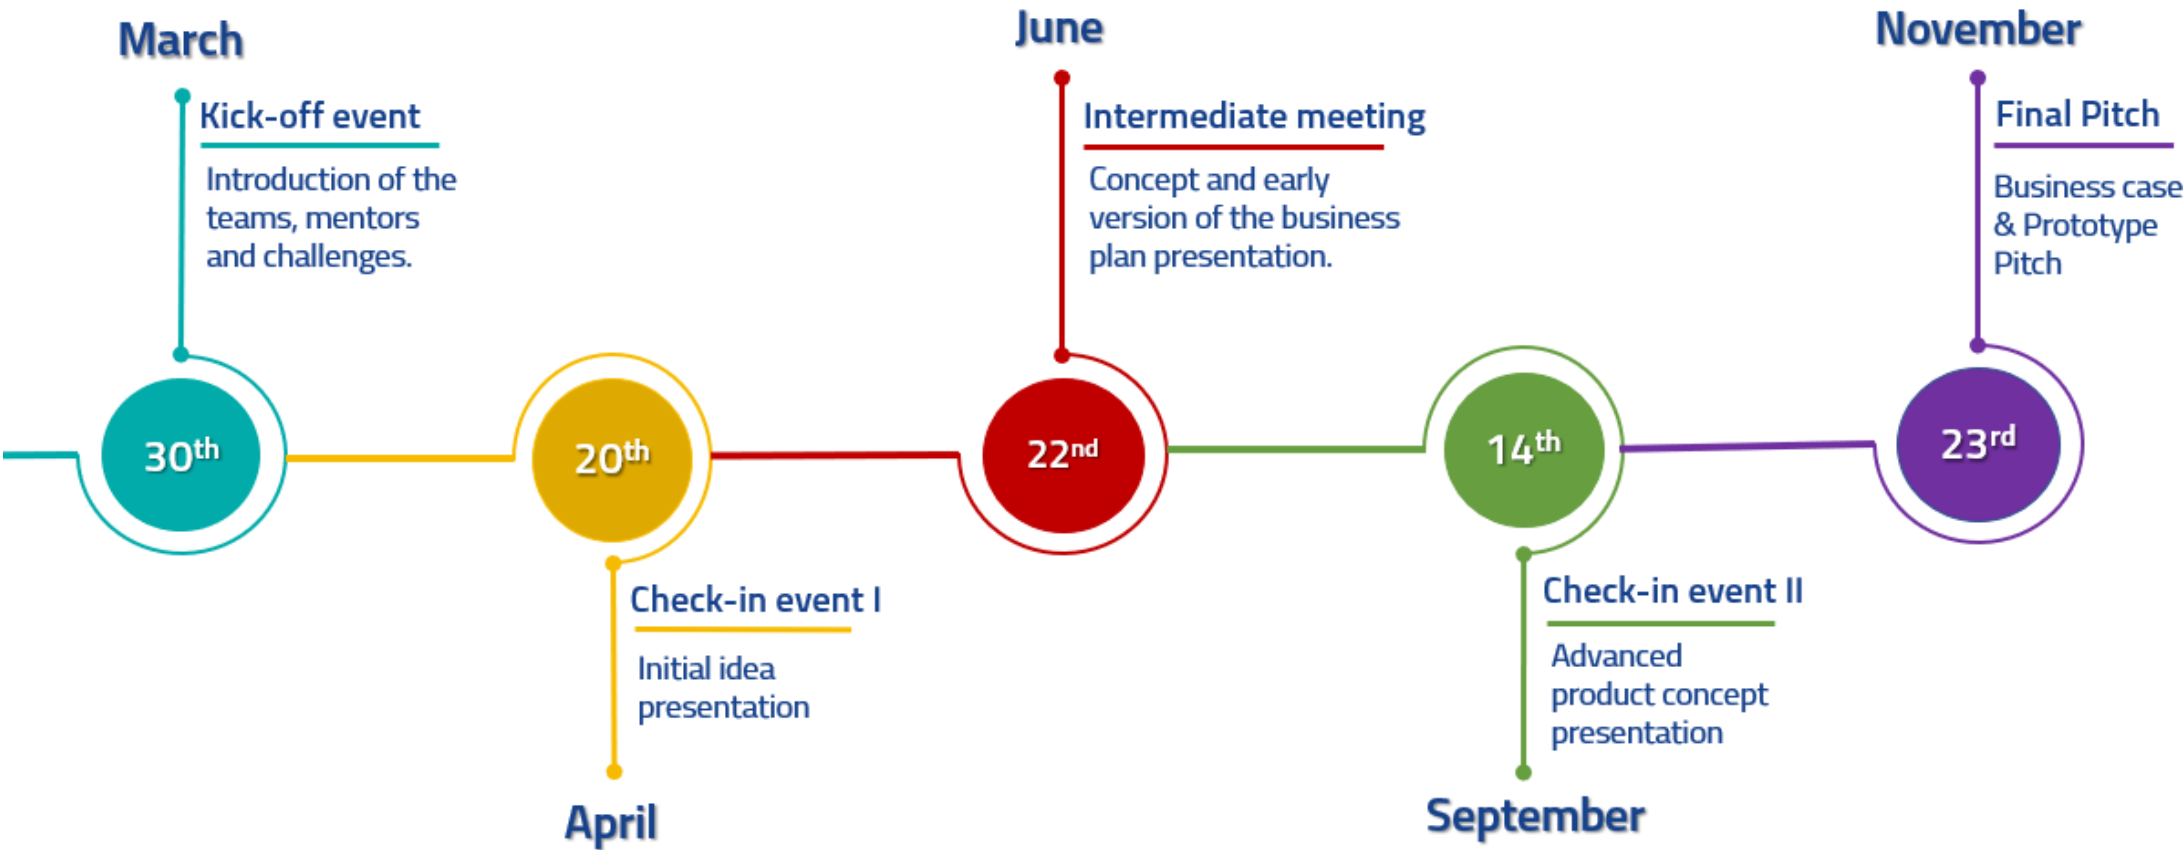 March
Kick-off event
Introduction of the
teams, mentors
and challenges.
30th
20th
Check-in event I
Initial idea
presentation
April
June
Intermediate meeting
Concept and early
version of the business
plan presentation.
22nd
14th
Check-in event II
Advanced
product concept
presentation
September
November
Final Pitch
Business case
& Prototype
Pitch
23rd